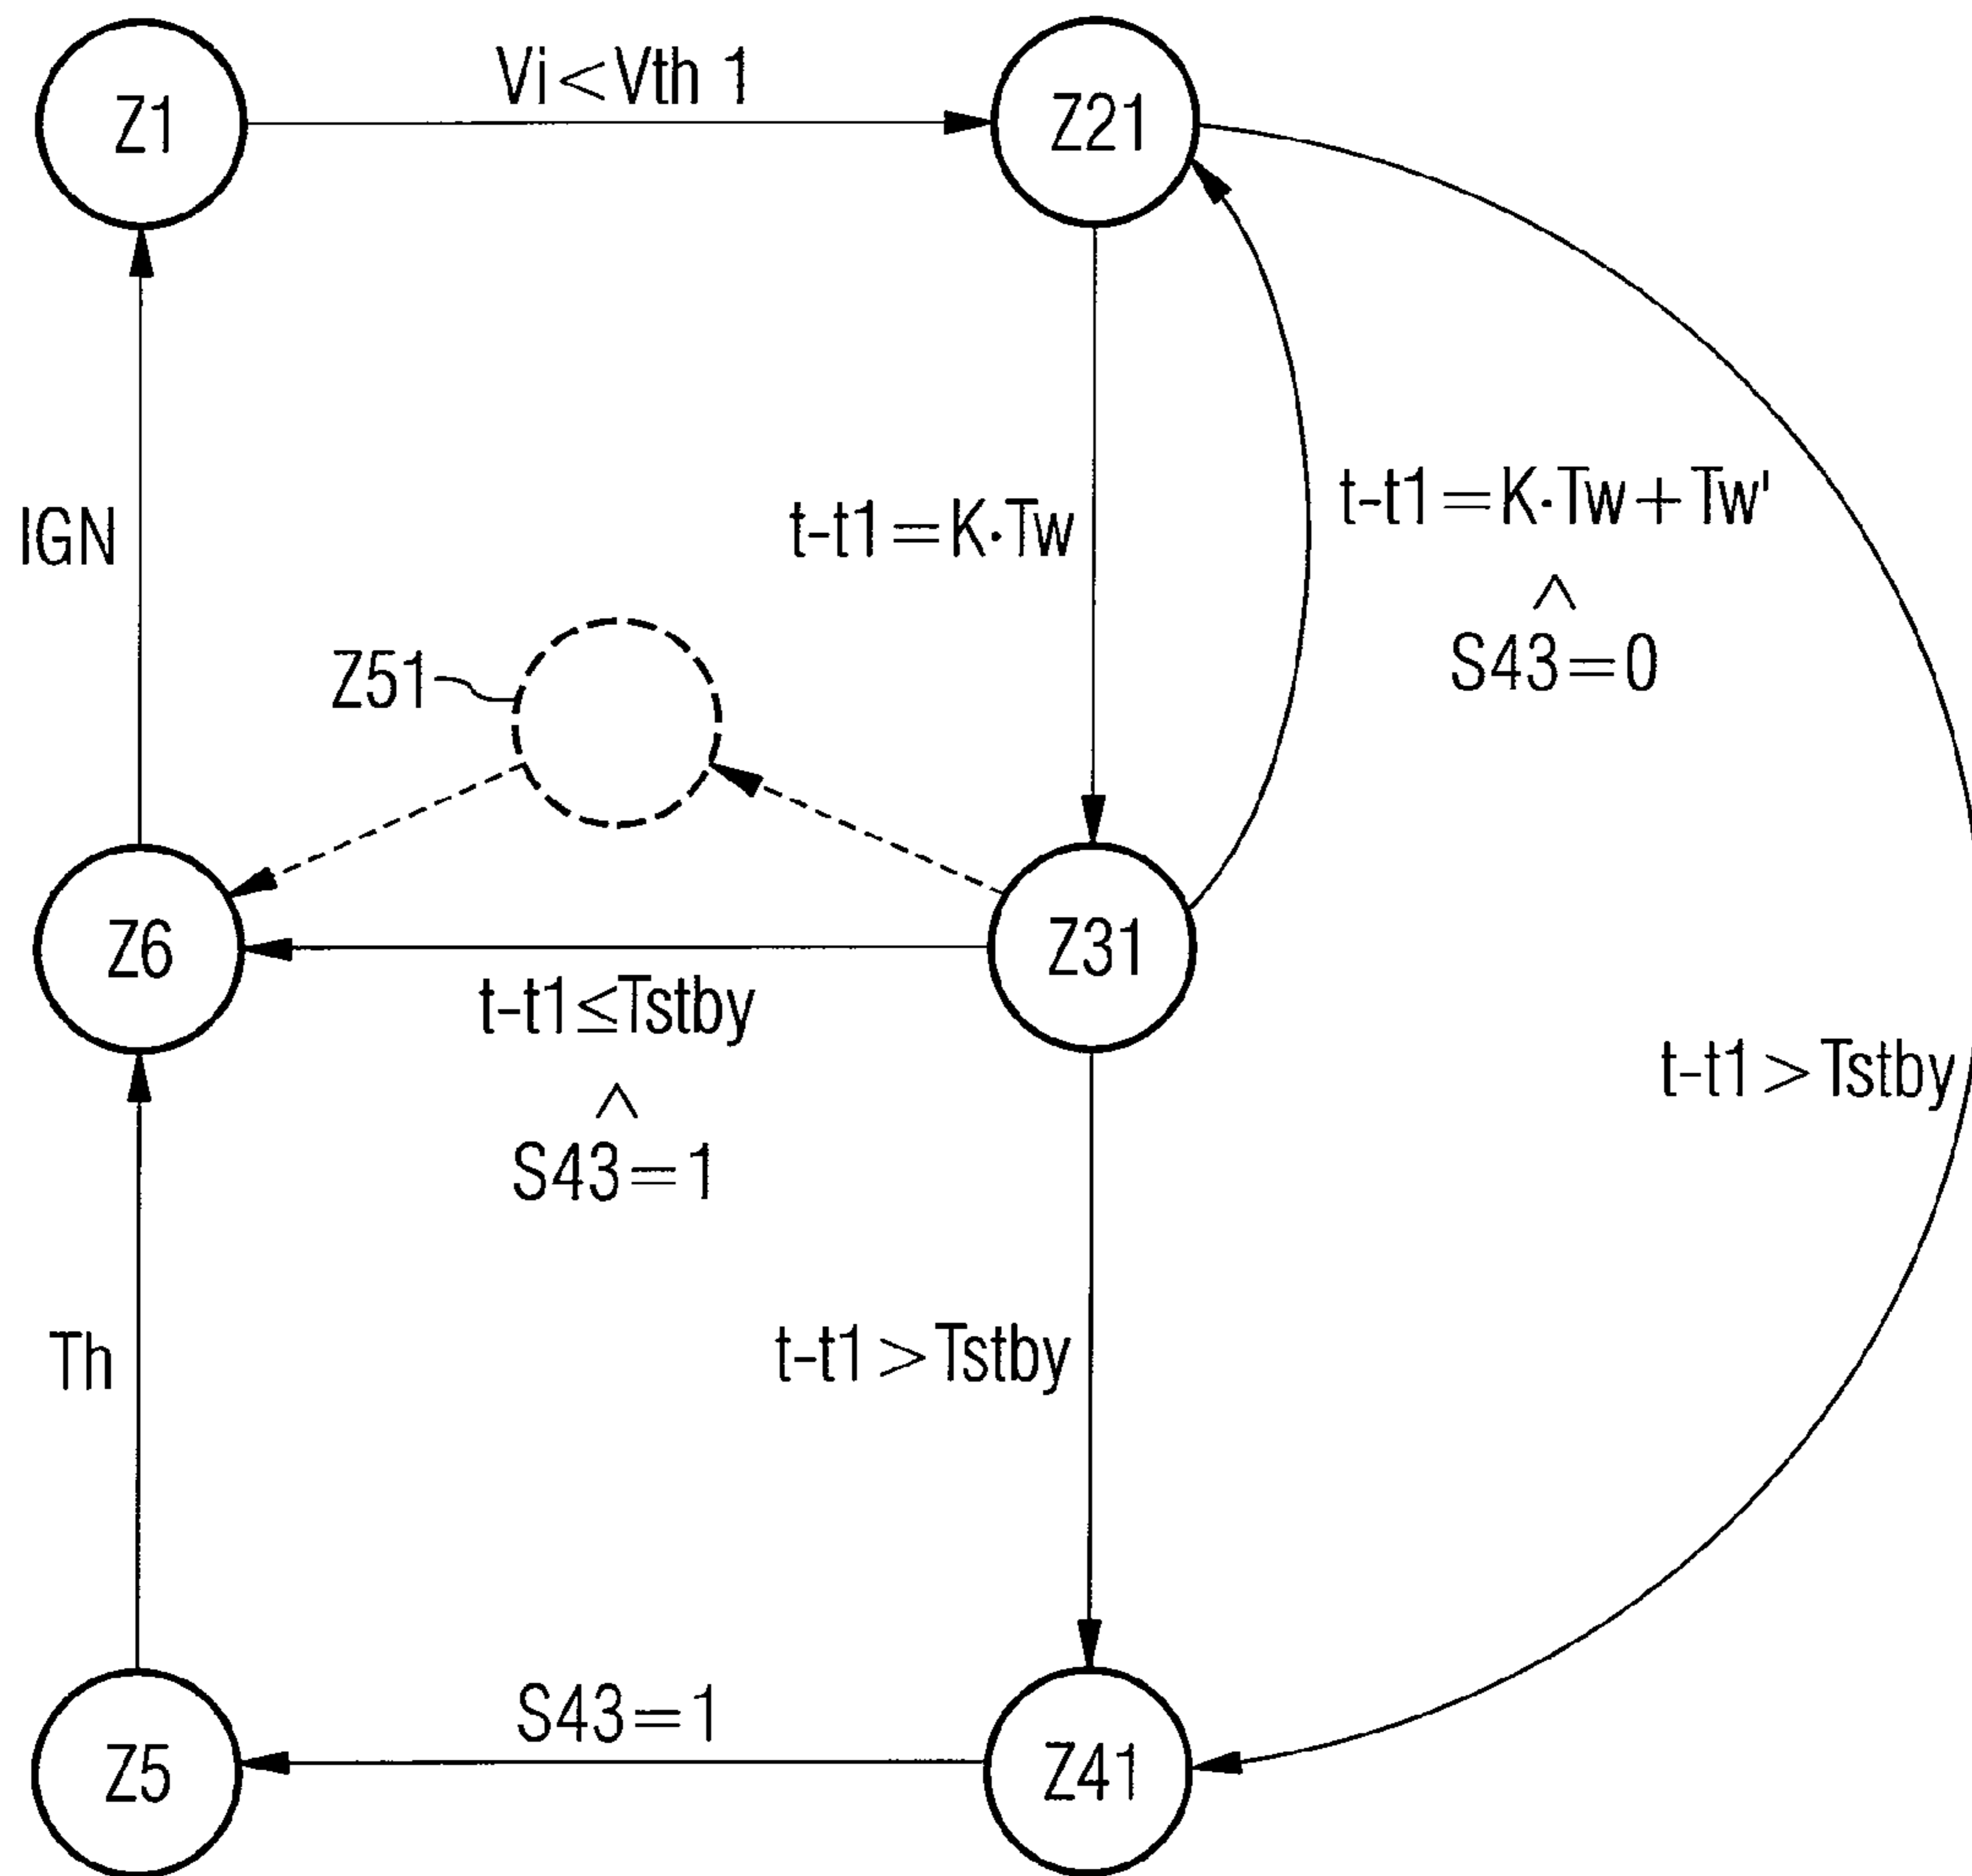 Z1
Vi<Vth 1
Z21
IGN
t-t1=K·Tw
t-t1=K·Tw+Tw'
^
S43=0
Z51
Z6
Z31
t-t1≤Tstby
^
S43=1
t-t1>Tstby
Th
t-t1>Tstby
S43=1
Z5
Z41